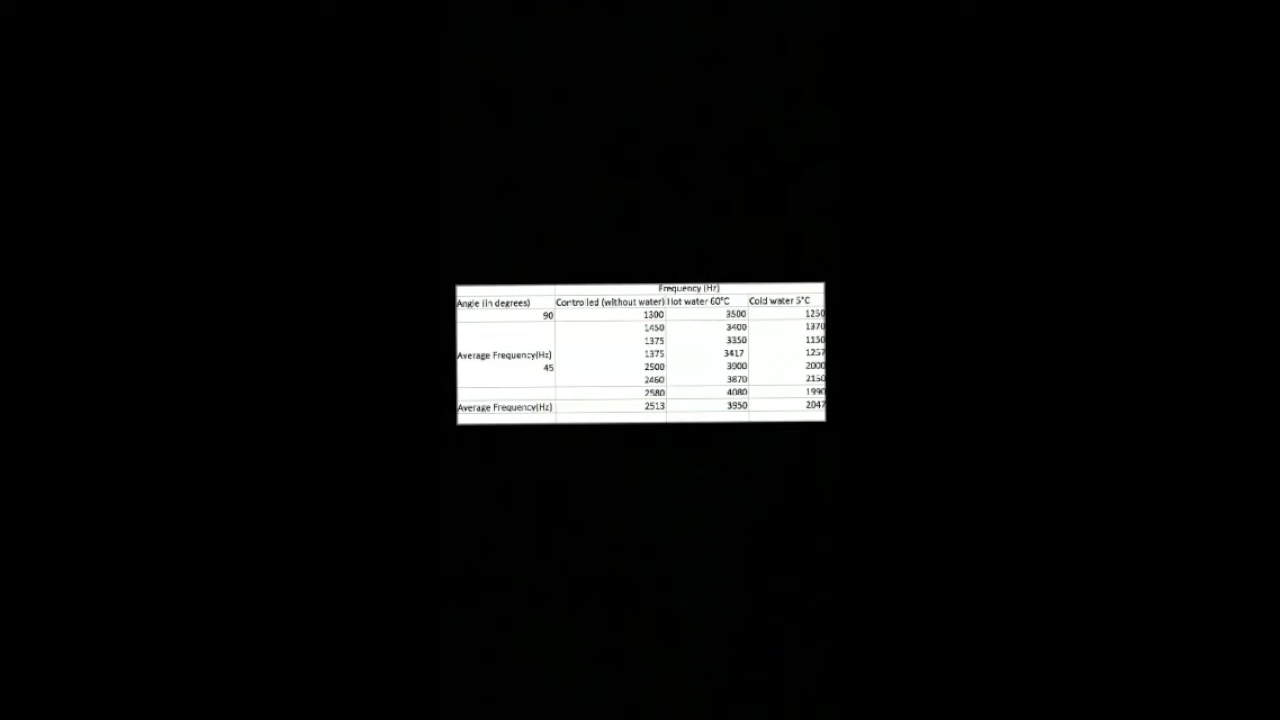 Frequency (Hz)
Angle (in degrees) Controlled (without water) Hot water 60°C Cold water 5°C
90 1300 3500 1250
1450 3400 1370
1375 3350 1150
Average Frequency(Hz) 1375 3417 1257
45 2500 3900 2000
2460 3870 2150
2580 4080 1990
Average Frequency(Hz) 2513 3950 2047